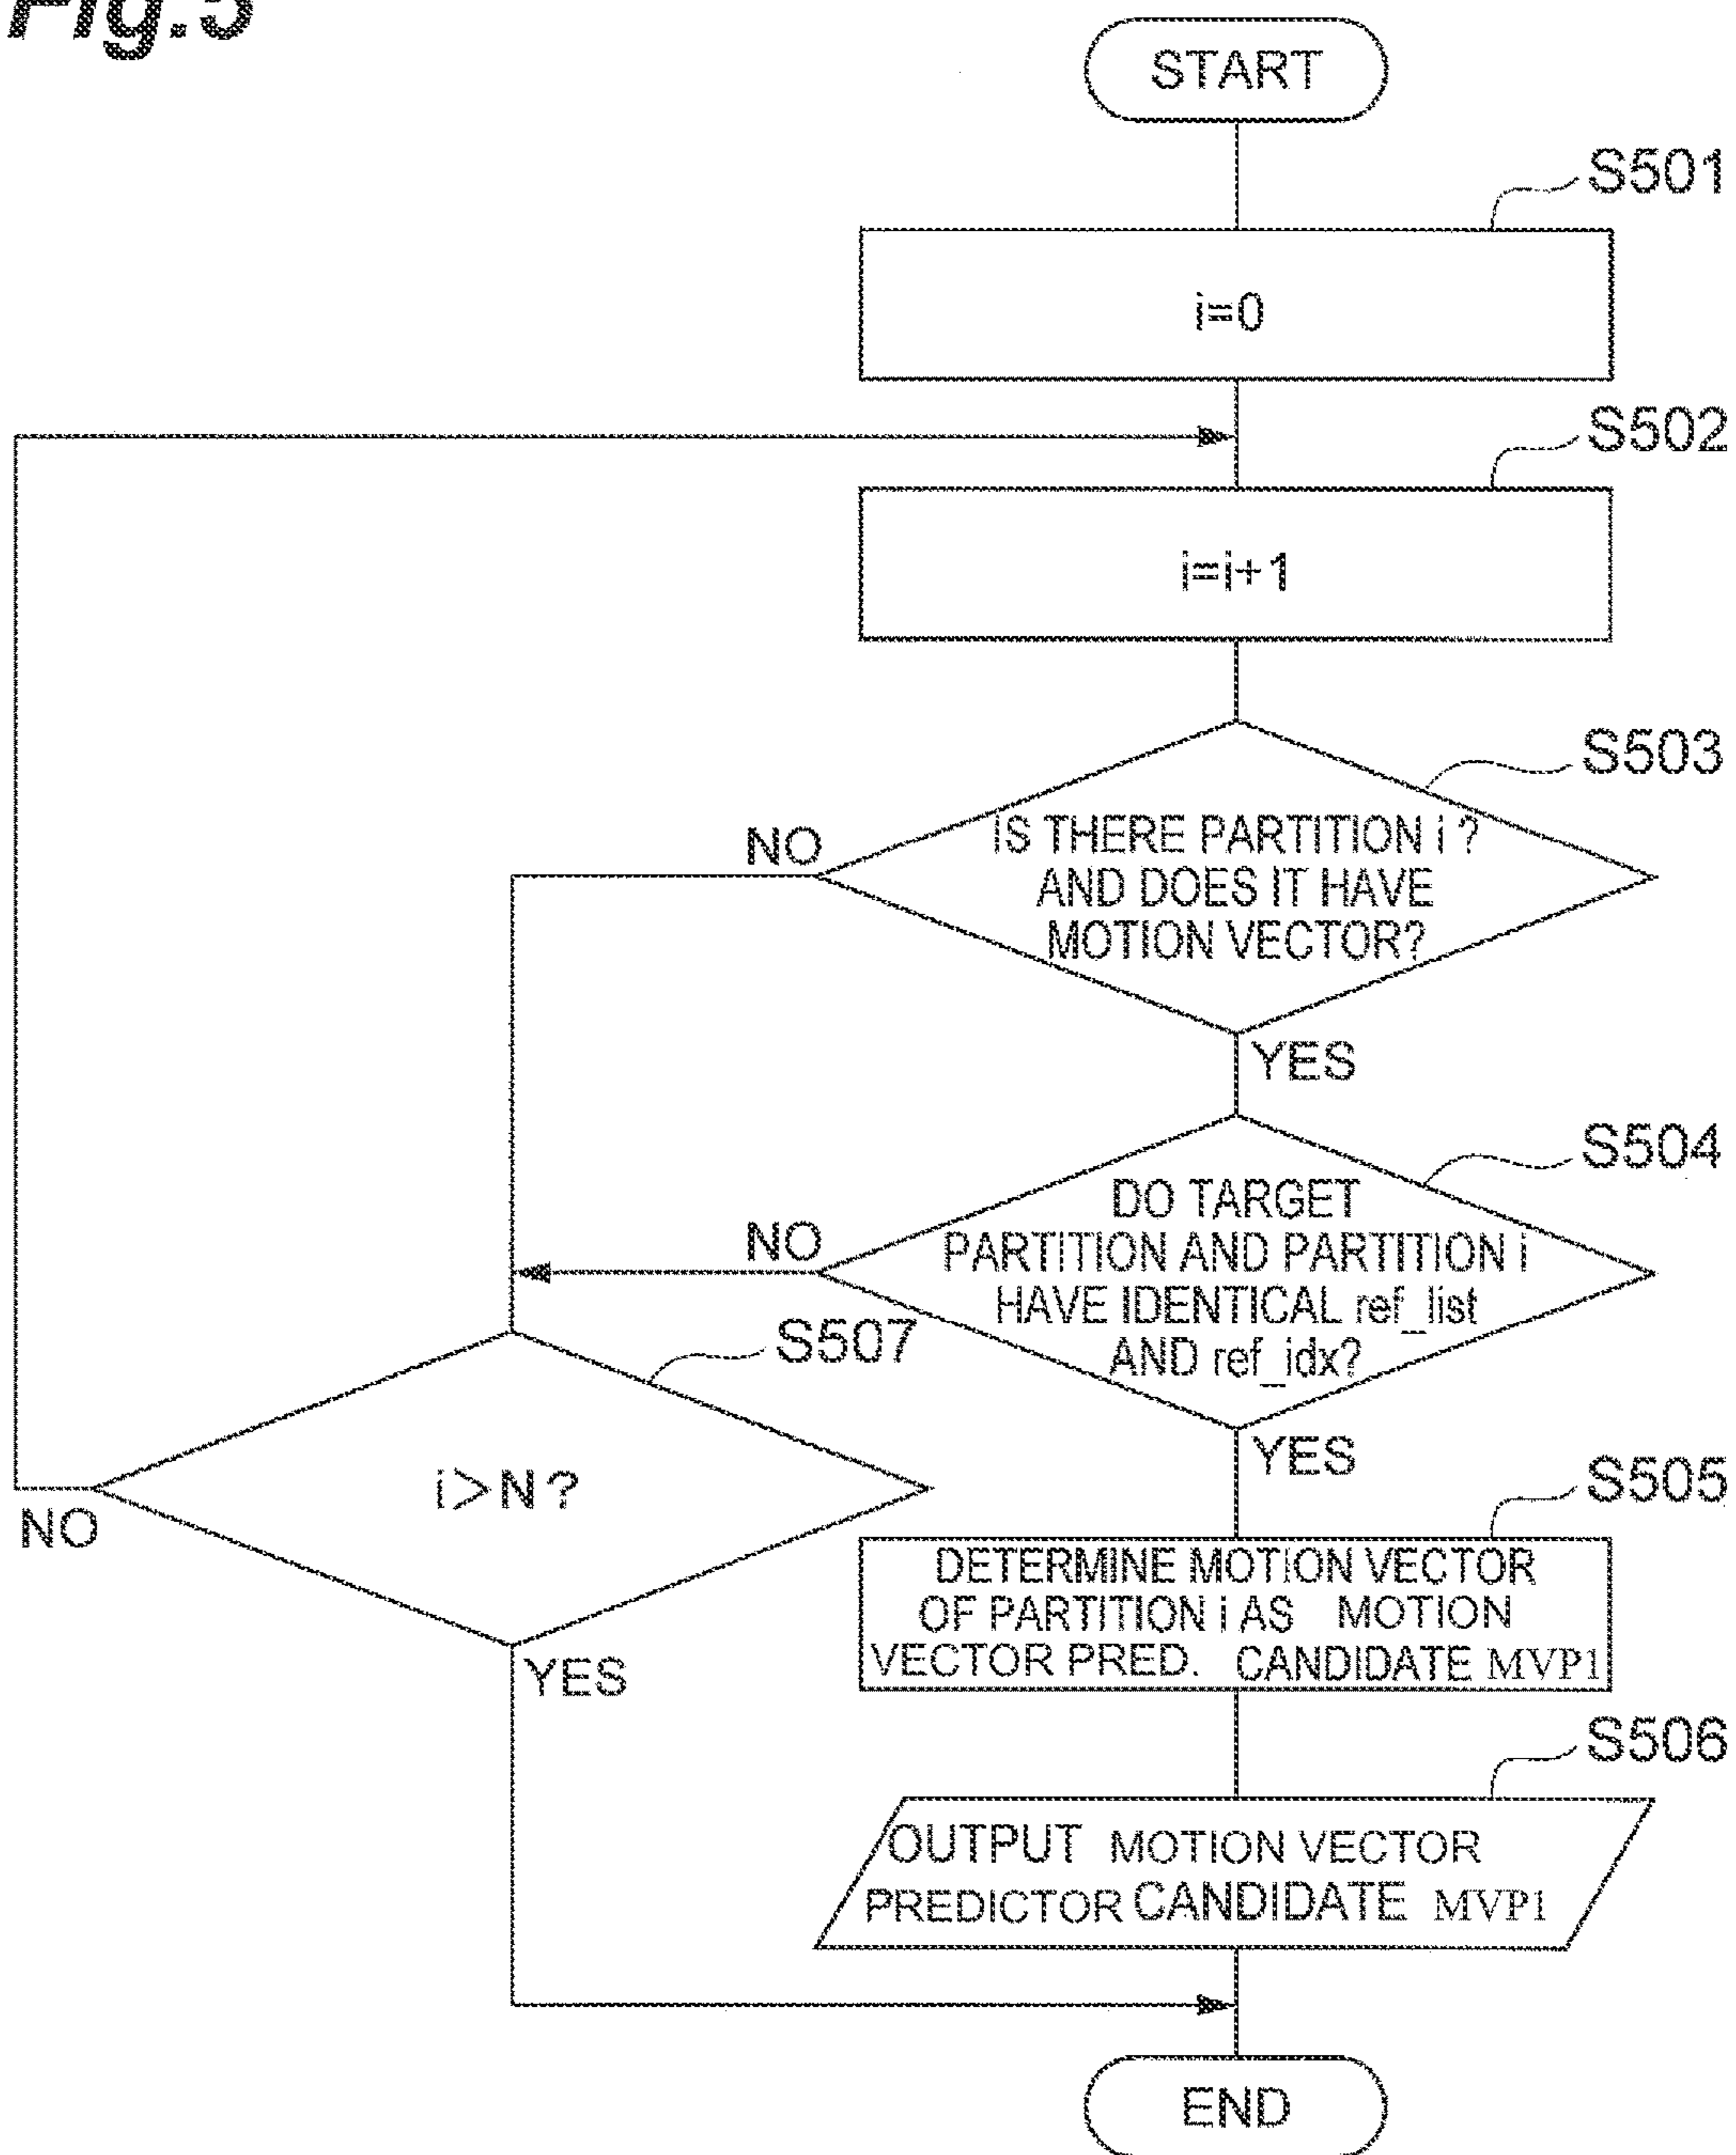 Fig.5
START
S501
i=0
S502
i=i+1
S503
NO
IS THERE PARTITION i ?
AND DOES IT HAVE
MOTION VECTOR?
YES
S504
NO
DO TARGET
PARTITION AND PARTITION i
HAVE IDENTICAL ref_list
AND ref_idx?
YES
S507
i>N ?
NO
YES
S505
DETERMINE MOTION VECTOR
OF PARTITION i AS MOTION
VECTOR PRED. CANDIDATE MVP1
S506
OUTPUT MOTION VECTOR
PREDICTOR CANDIDATE MVP1
END